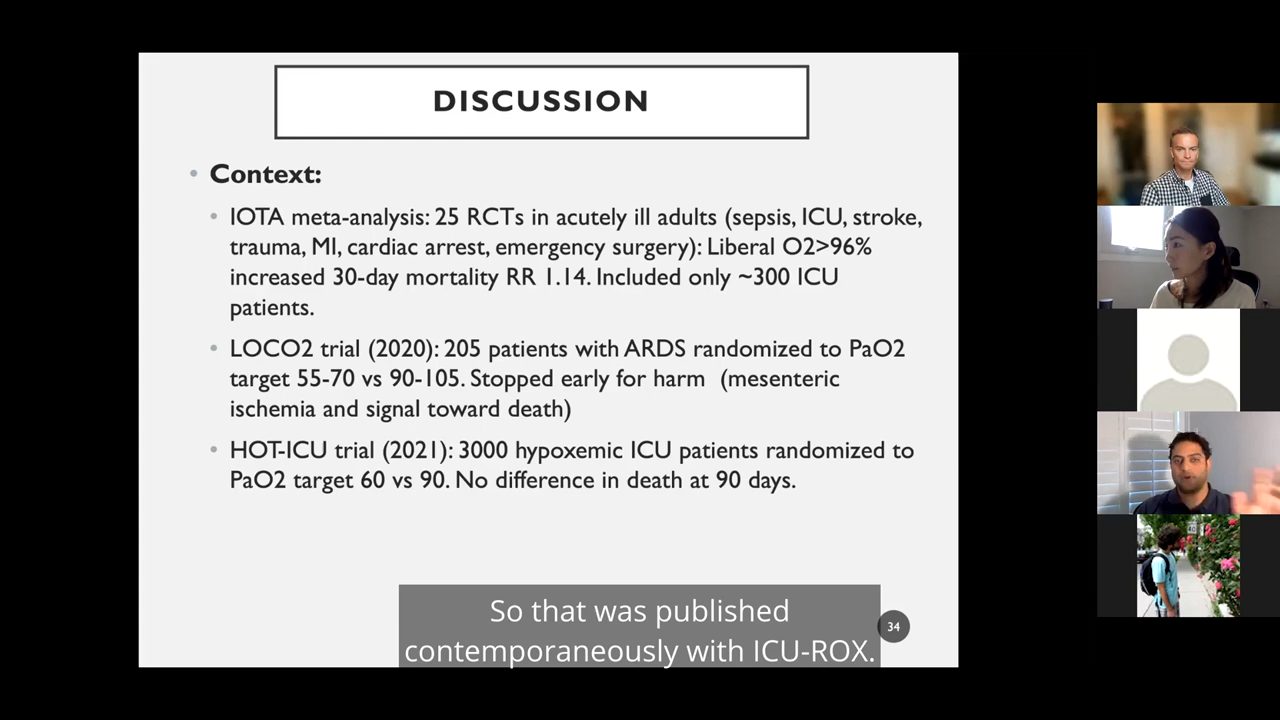 DISCUSSION
• Context:
• IOTA meta-analysis: 25 RCTs in acutely ill adults (sepsis, ICU, stroke,
trauma, MI, cardiac arrest, emergency surgery): Liberal O2>96%
increased 30-day mortality RR 1.14. Included only ~300 ICU
patients.
• LOCO2 trial (2020): 205 patients with ARDS randomized to PaO2
target 55-70 vs 90-105. Stopped early for harm (mesenteric
ischemia and signal toward death)
• HOT-ICU trial (2021): 3000 hypoxemic ICU patients randomized to
PaO2 target 60 vs 90. No difference in death at 90 days.
So that was published
contemporaneously with ICU-ROX.
34